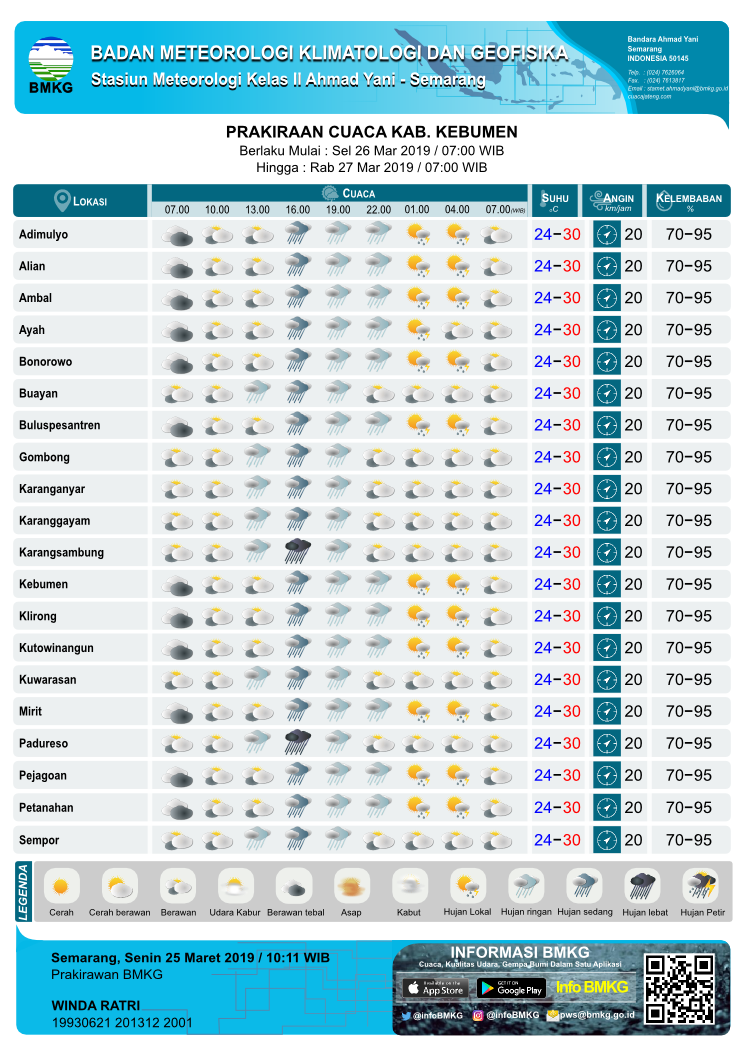 BMKG
BADAN METEOROLOGI KLIMATOLOGI DAN GEOFISIKA
Stasiun Meteorologi Kelas II Ahmad Yani - Semarang
Bandara Ahmad Yani
Semarang
INDONESIA 50145
Telp. : (024) 7626064
Fax. : (024) 7613817
Email : stamet.ahmadyani@bmkg.go.id
cuacajateng.com
PRAKIRAAN CUACA KAB. KEBUMEN
Berlaku Mulai : Sel 26 Mar 2019 / 07:00 WIB
Hingga : Rab 27 Mar 2019 / 07:00 WIB
LOKASI CUACA SUHU °C ANGIN km/jam KELEMBABAN %
07.00 10.00 13.00 16.00 19.00 22.00 01.00 04.00 07.00 (WIB)
Adimulyo 24-30 20 70-95
Alian 24-30 20 70-95
Ambal 24-30 20 70-95
Ayah 24-30 20 70-95
Bonorowo 24-30 20 70-95
Buayan 24-30 20 70-95
Buluspesantren 24-30 20 70-95
Gombong 24-30 20 70-95
Karanganyar 24-30 20 70-95
Karanggayam 24-30 20 70-95
Karangsambung 24-30 20 70-95
Kebumen 24-30 20 70-95
Klirong 24-30 20 70-95
Kutowinangun 24-30 20 70-95
Kuwarasan 24-30 20 70-95
Mirit 24-30 20 70-95
Padureso 24-30 20 70-95
Pejagoan 24-30 20 70-95
Petanahan 24-30 20 70-95
Sempor 24-30 20 70-95
LEGENDA
Cerah Cerah berawan Berawan Udara Kabur Berawan tebal Asap Kabut Hujan Lokal Hujan ringan Hujan sedang Hujan lebat Hujan Petir
Semarang, Senin 25 Maret 2019 / 10:11 WIB
Prakirawan BMKG
WINDA RATRI
19930621 201312 2001
INFORMASI BMKG
Cuaca, Kualitas Udara, Gempa Bumi Dalam Satu Aplikasi
Available on the App Store GET IT ON Google Play Info BMKG
@infoBMKG @infoBMKG pws@bmkg.go.id